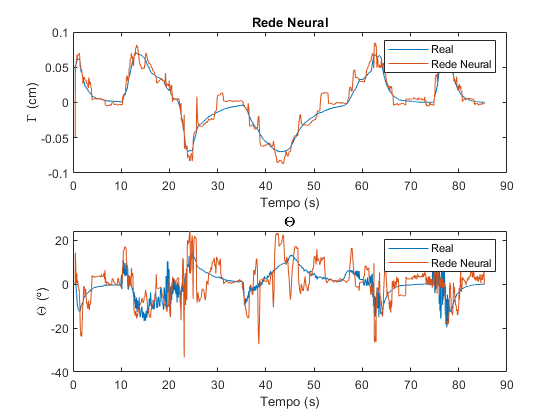 Rede Neural
0.1
0.05
0
-0.05
-0.1
Γ (cm)
Real
Rede Neural
0 10 20 30 40 50 60 70 80 90
Tempo (s)
Θ
20
0
-20
-40
Θ (º)
Real
Rede Neural
0 10 20 30 40 50 60 70 80 90
Tempo (s)